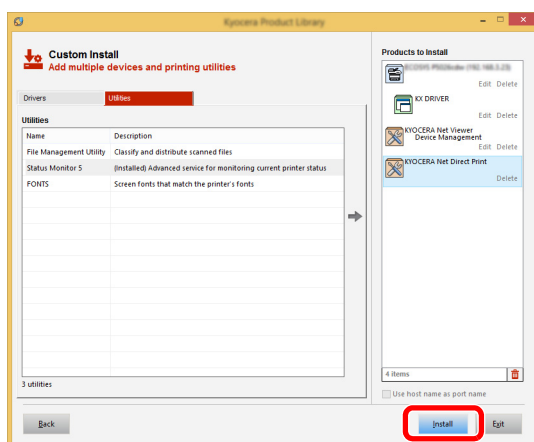 Kyocera Product Library
Custom Install
Add multiple devices and printing utilities
Drivers
Utilities
Utilities
Name Description
File Management Utility Classify and distribute scanned files
Status Monitor 5 (Installed) Advanced service for monitoring current printer status
FONTS Screen fonts that match the printer's fonts
3 utilities
Products to Install
Edit Delete
KX DRIVER
Edit Delete
KYOCERA Net Viewer
Device Management
Edit Delete
KYOCERA Net Direct Print
Delete
4 items
Use host name as port name
Back
Install
Exit